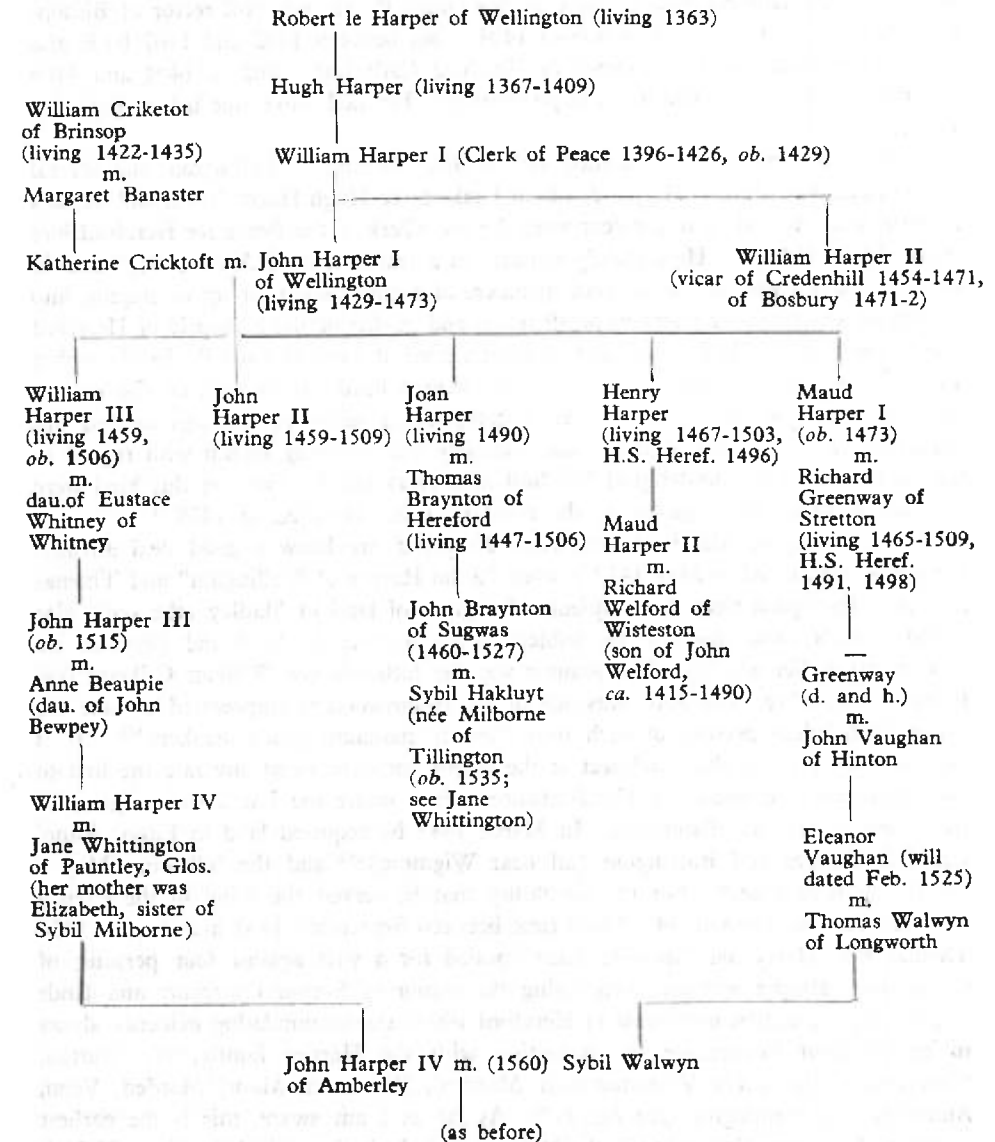 Robert le Harper of Wellington (living 1363)
Hugh Harper (living 1367-1409)
William Criketot
of Brinsop
(living 1422-1435)
m.
Margaret Banaster
William Harper I (Clerk of Peace 1396-1426, ob. 1429)
Katherine Cricktoft m. John Harper I
of Wellington
(living 1429-1473)
William Harper II
(vicar of Credenhill 1454-1471,
of Bosbury 1471-2)
William
Harper III
(living 1459,
ob. 1506)
m.
dau.of Eustace
Whitney of
Whitney
John Harper III
(ob. 1515)
m.
Anne Beaupie
(dau. of John
Bewpey)
William Harper IV
m.
Jane Whittington
of Pauntley, Glos.
(her mother was
Elizabeth, sister of
Sybil Milborne)
John
Harper II
(living 1459-1509)
Joan
Harper
(living 1490)
m.
Thomas
Braynton of
Hereford
(living 1447-1506)
John Braynton
of Sugwas
(1460-1527)
m.
Sybil Hakluyt
(née Milborne
of
Tillington
(ob. 1535;
see Jane
Whittington)
Henry
Harper
(living 1467-1503,
H.S. Heref. 1496)
Maud
Harper II
m.
Richard
Welford of
Wisteston
(son of John
Welford,
ca. 1415-1490)
Maud
Harper I
(ob. 1473)
m.
Richard
Greenway of
Stretton
(living 1465-1509,
H.S. Heref.
1491, 1498)
—
Greenway
(d. and h.)
m.
John Vaughan
of Hinton
Eleanor
Vaughan (will
dated Feb. 1525)
m.
Thomas Walwyn
of Longworth
John Harper IV m. (1560) Sybil Walwyn
of Amberley
(as before)